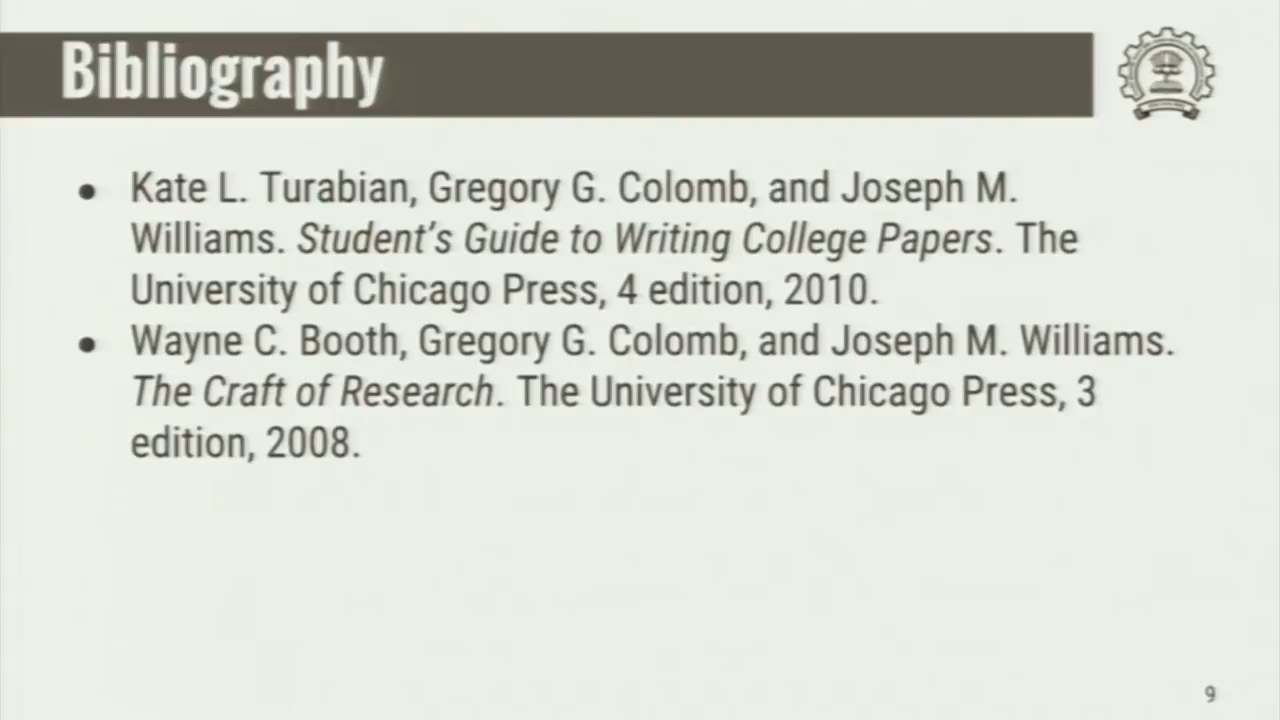 Bibliography
● Kate L. Turabian, Gregory G. Colomb, and Joseph M.
Williams. Student's Guide to Writing College Papers. The
University of Chicago Press, 4 edition, 2010.
● Wayne C. Booth, Gregory G. Colomb, and Joseph M. Williams.
The Craft of Research. The University of Chicago Press, 3
edition, 2008.
9